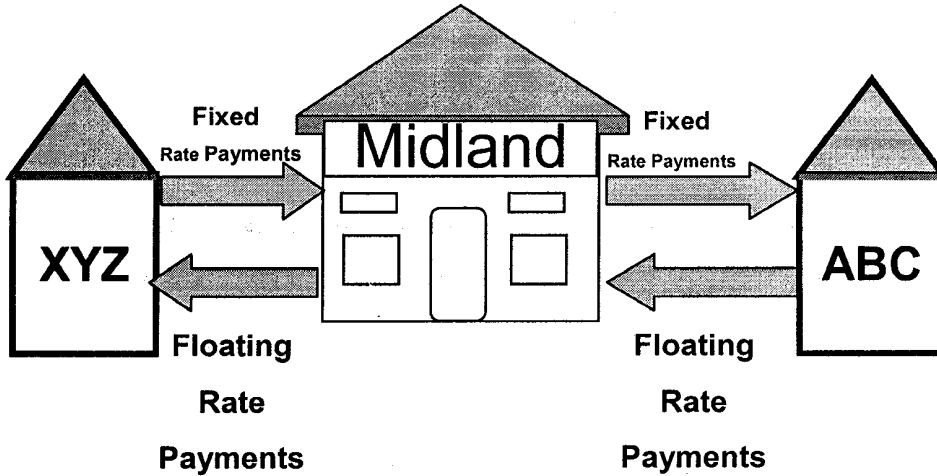 Fixed
Rate Payments
Midland
Fixed
Rate Payments
XYZ
ABC
Floating
Rate
Payments
Floating
Rate
Payments